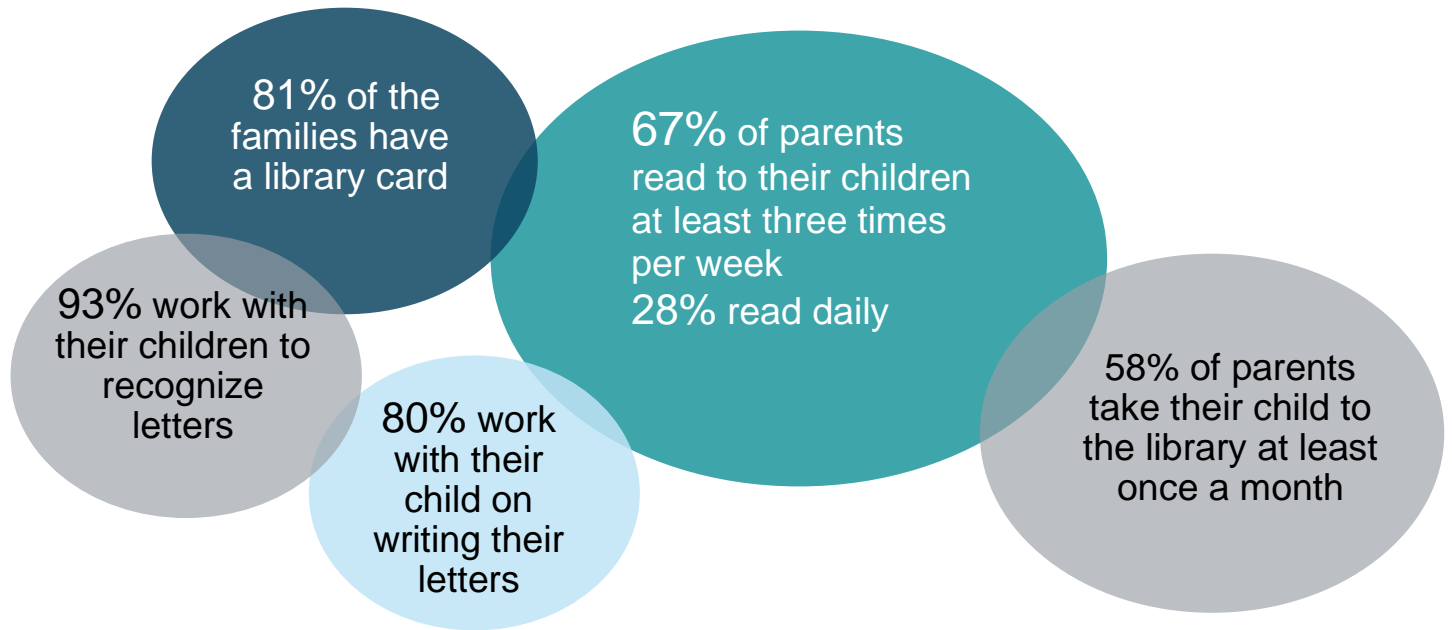 81% of the
families have
a library card
67% of parents
read to their children
at least three times
per week
28% read daily
93% work with
their children to
recognize
letters
80% work
with their
child on
writing their
letters
58% of parents
take their child to
the library at least
once a month